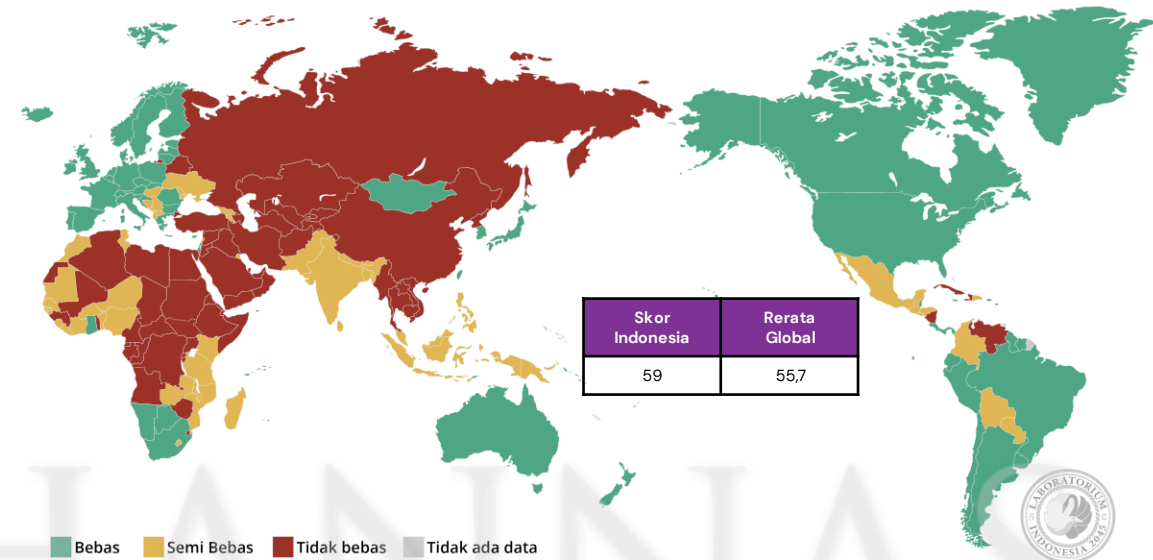 Skor Indonesia
Rerata Global
59
55,7
Bebas
Semi Bebas
Tidak bebas
Tidak ada data
LABORATORIUM
INDONESIA 2045